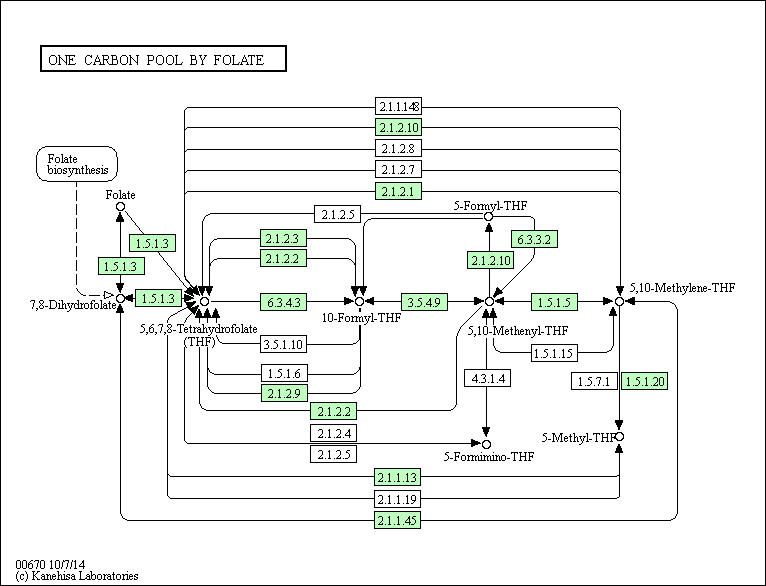 ONE CARBON POOL BY FOLATE
2.1.1.148
2.1.2.10
2.1.2.8
2.1.2.7
2.1.2.1
Folate
biosynthesis
Folate
5-Formyl-THF
2.1.2.5
1.5.1.3
2.1.2.3
6.3.3.2
1.5.1.3
2.1.2.2
2.1.2.10
5,10-Methylene-THF
1.5.1.3
7,8-Dihydrofolate
6.3.4.3
3.5.4.9
1.5.1.5
10-Formyl-THF
5,6,7,8-Tetrahydrofolate
(THF)
5,10-Methenyl-THF
3.5.1.10
1.5.1.15
1.5.1.6
4.3.1.4
1.5.7.1
1.5.1.20
2.1.2.9
2.1.2.2
2.1.2.4
5-Methyl-THF
2.1.2.5
5-Formimino-THF
2.1.1.13
2.1.1.19
2.1.1.45
00670 10/7/14
(c) Kanehisa Laboratories